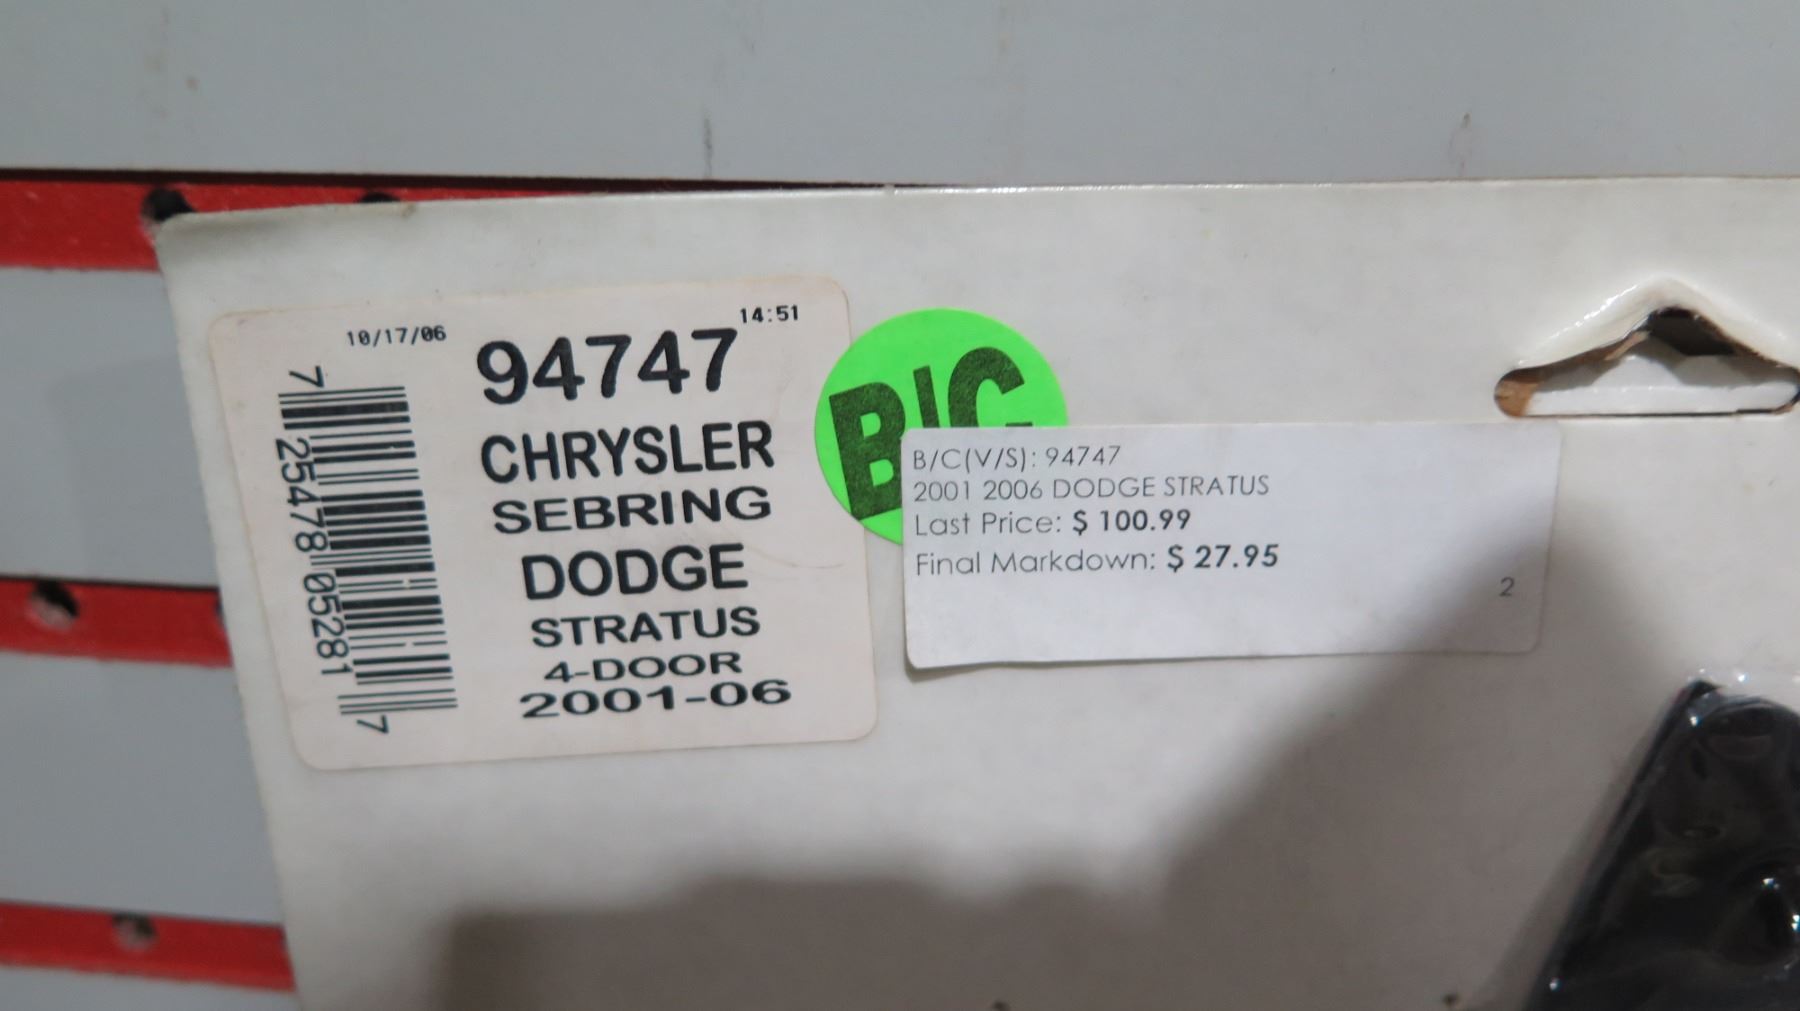 10/17/06
14:51
94747
CHRYSLER
SEBRING
DODGE
STRATUS
4-DOOR
2001-06
7 25478 05281 7
B/C
B/C(V/S): 94747
2001 2006 DODGE STRATUS
Last Price: $ 100.99
Final Markdown: $ 27.95
2